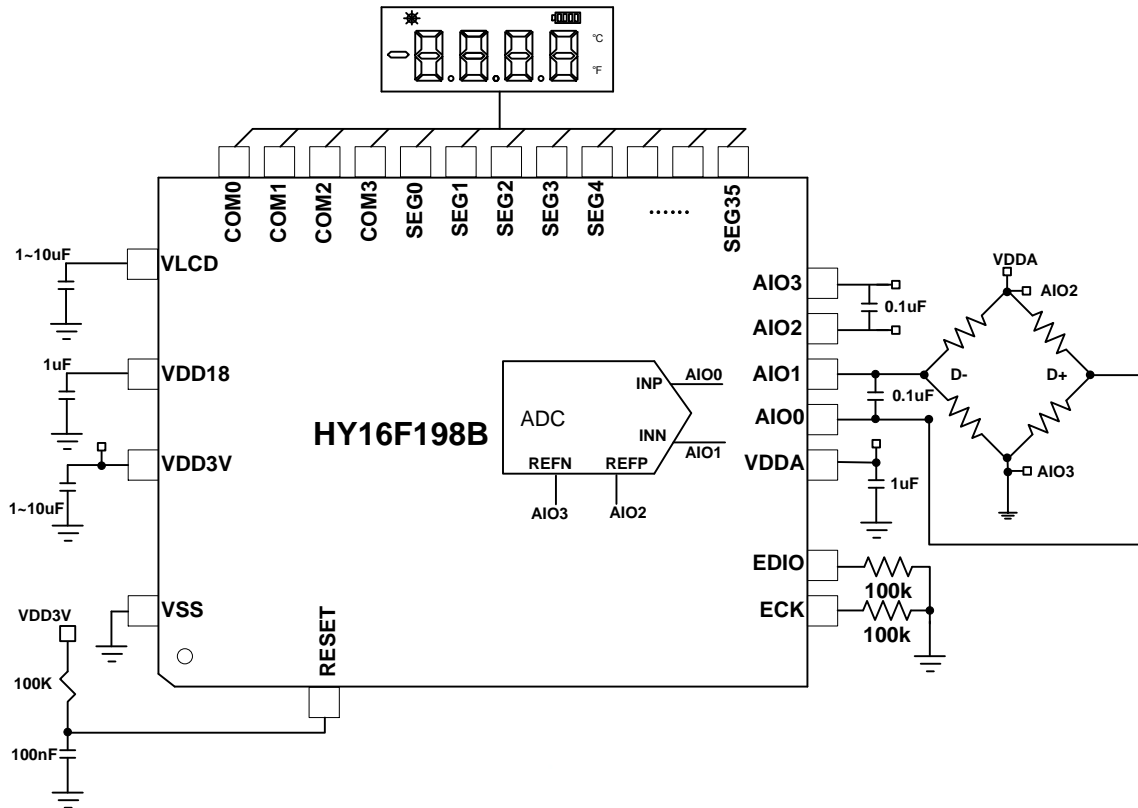 °C
°F
COM0
COM1
COM2
COM3
SEG0
SEG1
SEG2
SEG3
SEG4
......
SEG35
1~10uF
VLCD
1uF
VDD18
VDD3V
1~10uF
VSS
VDD3V
100K
100nF
RESET
HY16F198B
ADC
INP
AIO0
INN
AIO1
REFN
REFP
AIO3
AIO2
AIO3
0.1uF
AIO2
AIO1
0.1uF
AIO0
VDDA
1uF
EDIO
100k
ECK
100k
VDDA
AIO2
D-
D+
AIO3